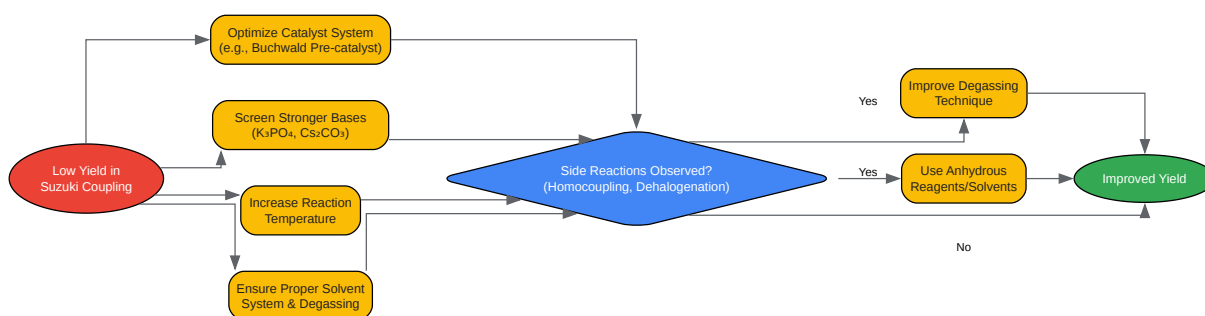 Optimize Catalyst System
(e.g., Buchwald Pre-catalyst)
Screen Stronger Bases
(K₃PO₄, Cs₂CO₃)
Low Yield in
Suzuki Coupling
Increase Reaction
Temperature
Ensure Proper Solvent
System & Degassing
Side Reactions Observed?
(Homocoupling, Dehalogenation)
Yes
Improve Degassing
Technique
Yes
Use Anhydrous
Reagents/Solvents
No
Improved Yield